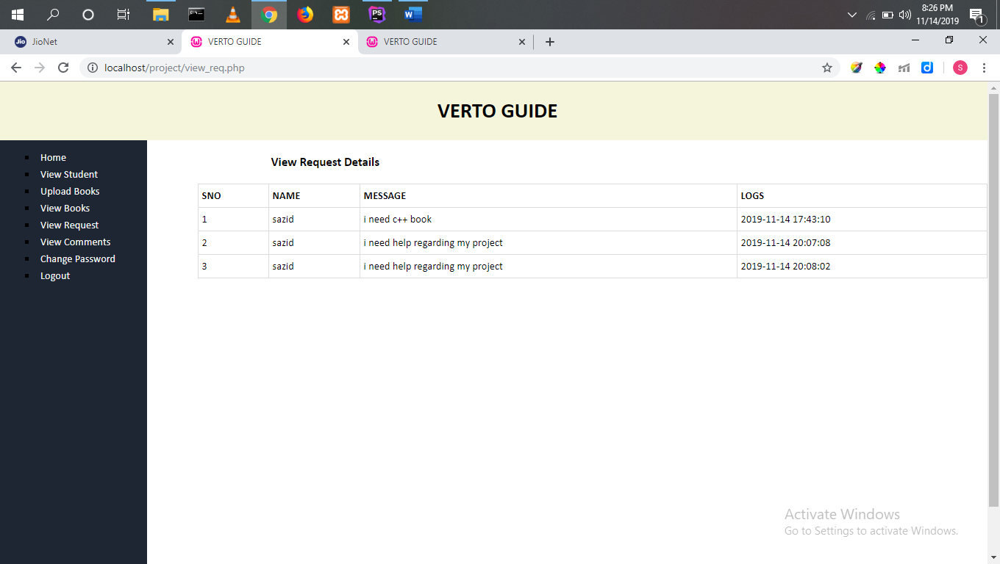 8:26 PM
11/14/2019
1
jio JioNet
VERTO GUIDE
VERTO GUIDE
localhost/project/view_req.php
S
VERTO GUIDE
Home
View Student
Upload Books
View Books
View Request
View Comments
Change Password
Logout
View Request Details
SNO NAME MESSAGE LOGS
1 sazid i need c++ book 2019-11-14 17:43:10
2 sazid i need help regarding my project 2019-11-14 20:07:08
3 sazid i need help regarding my project 2019-11-14 20:08:02
Activate Windows
Go to Settings to activate Windows.